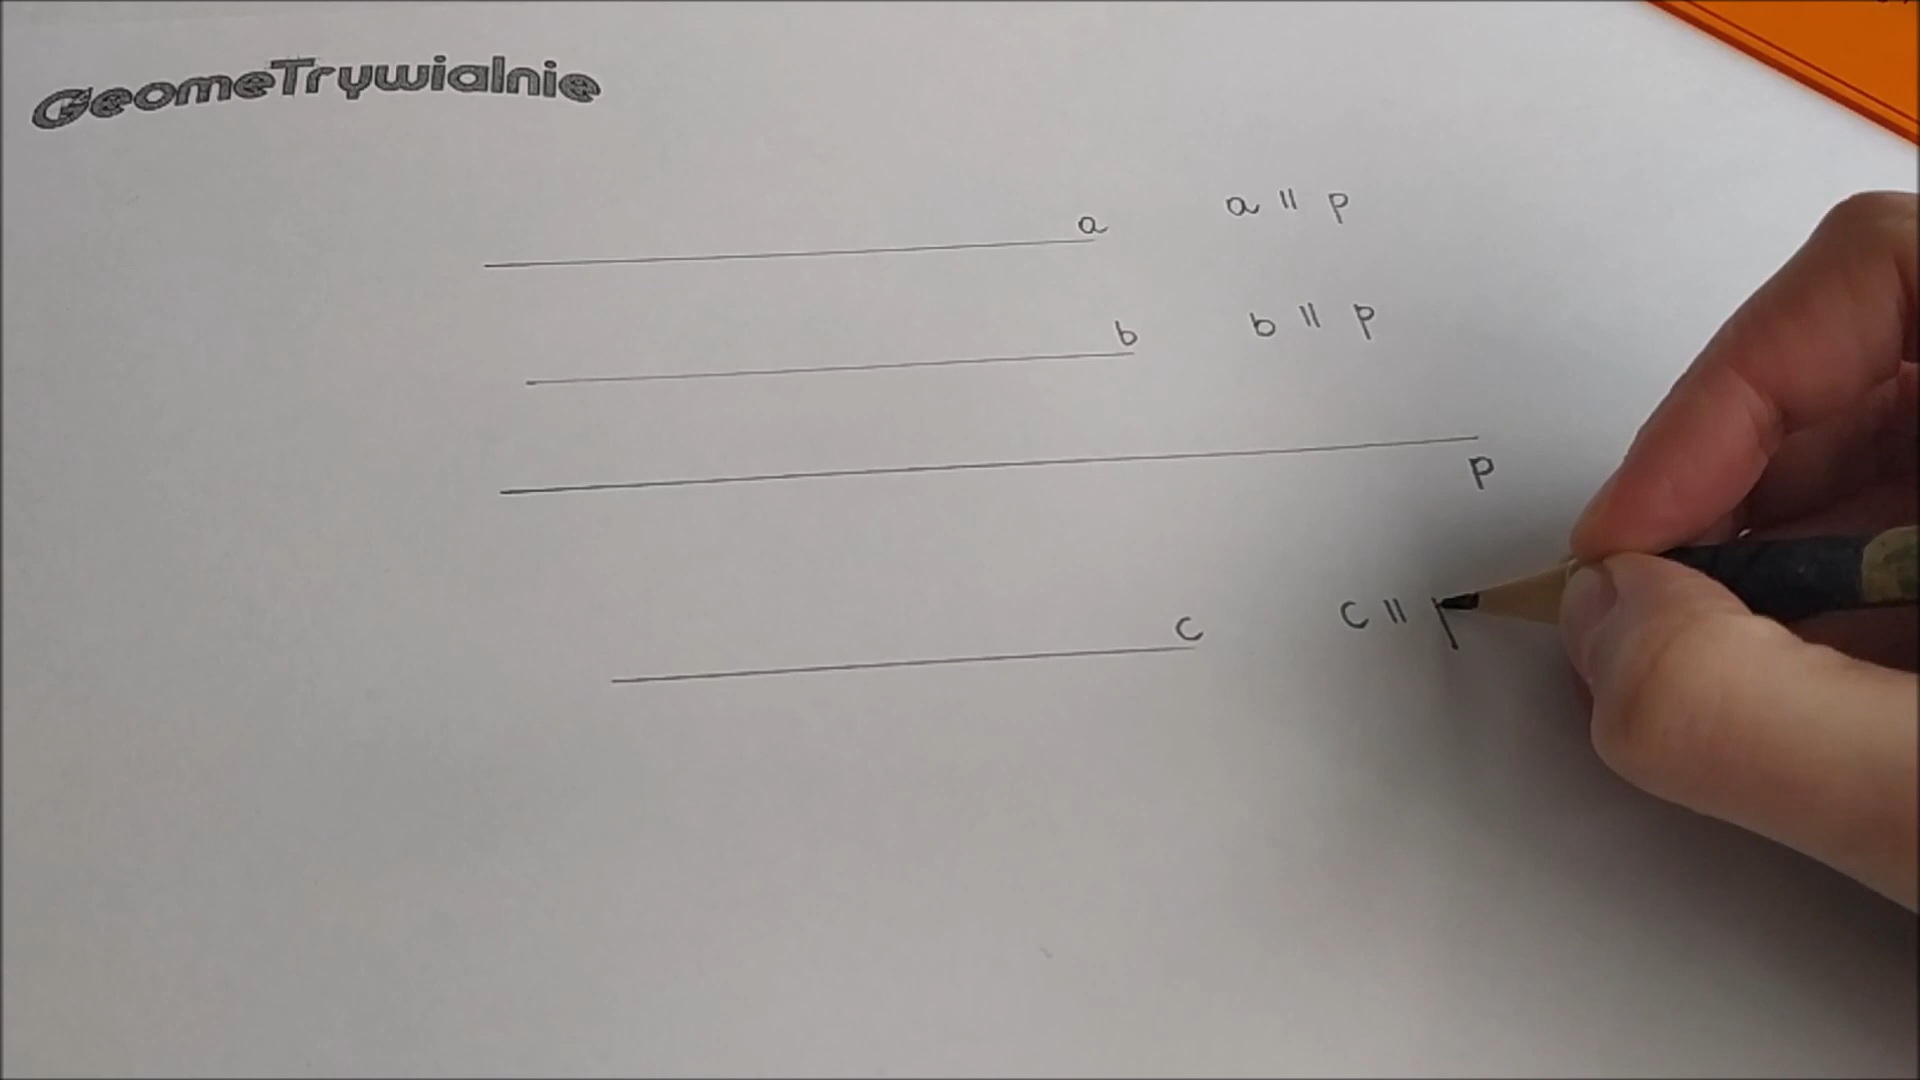 GeomeTrywialnie
a
a || p
b
b || p
p
c
c || p